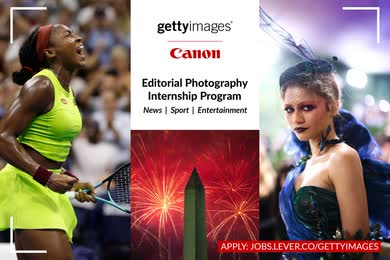 gettyimages®
Canon
Editorial Photography
Internship Program
News | Sport | Entertainment
APPLY: JOBS.LEVER.CO/GETTYIMAGES